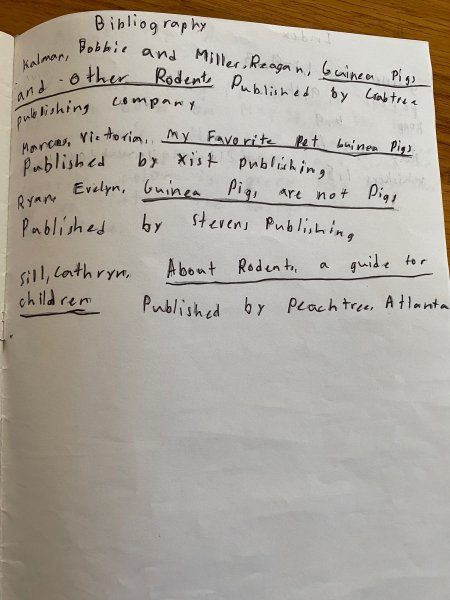 Bibliography
Kalman, Bobbie and Miller, Reagan, Guinea Pigs
and other Rodents Published by Crabtree
publishing company
Marcos, Victoria, My Favorite Pet Guinea Pigs
Published by Xist publishing
Ryan, Evelyn, Guinea Pigs are not Pigs
Published by Stevens Publishing
Sill, Cathryn, About Rodents, a guide for
children Published by Peachtree, Atlanta